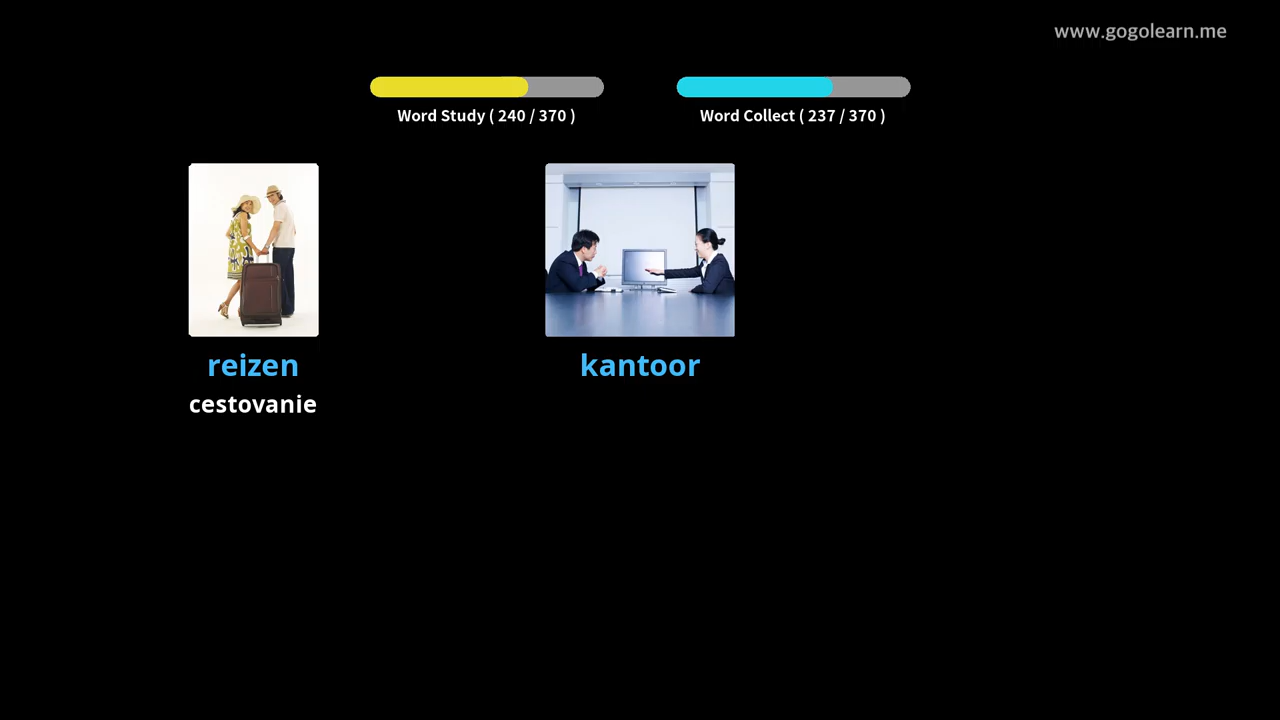 www.gogolearn.me
Word Study ( 240 / 370 )
Word Collect ( 237 / 370 )
reizen
kantoor
cestovanie